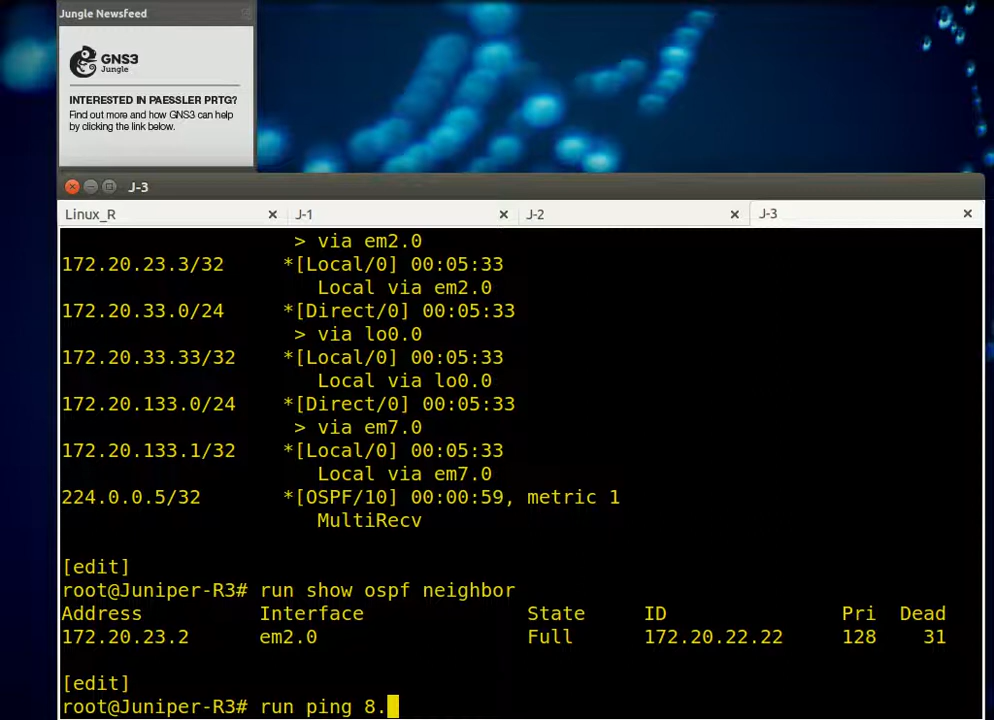 Jungle Newsfeed
GNS3
Jungle
INTERESTED IN PAESSLER PRTG?
Find out more and how GNS3 can help
by clicking the link below.
J-3
Linux_R J-1 J-2 J-3
> via em2.0
172.20.23.3/32 *[Local/0] 00:05:33
Local via em2.0
172.20.33.0/24 *[Direct/0] 00:05:33
> via lo0.0
172.20.33.33/32 *[Local/0] 00:05:33
Local via lo0.0
172.20.133.0/24 *[Direct/0] 00:05:33
> via em7.0
172.20.133.1/32 *[Local/0] 00:05:33
Local via em7.0
224.0.0.5/32 *[OSPF/10] 00:00:59, metric 1
MultiRecv
[edit]
root@Juniper-R3# run show ospf neighbor
Address Interface State ID Pri Dead
172.20.23.2 em2.0 Full 172.20.22.22 128 31
[edit]
root@Juniper-R3# run ping 8.